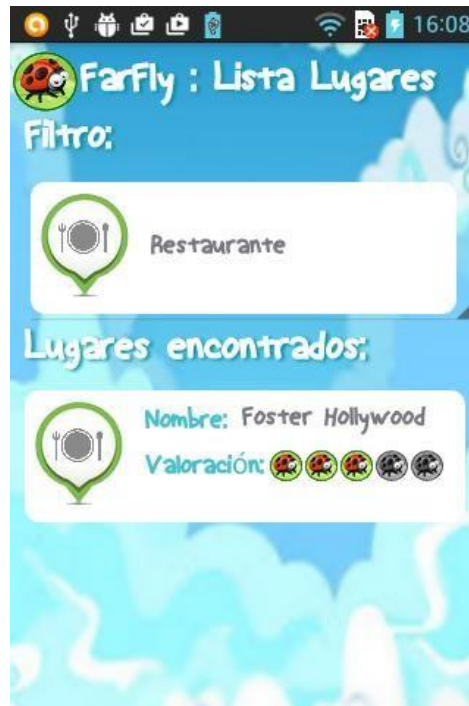 16:08
FarFly : Lista Lugares
Filtro:
Restaurante
Lugares encontrados:
Nombre: Foster Hollywood
Valoración: